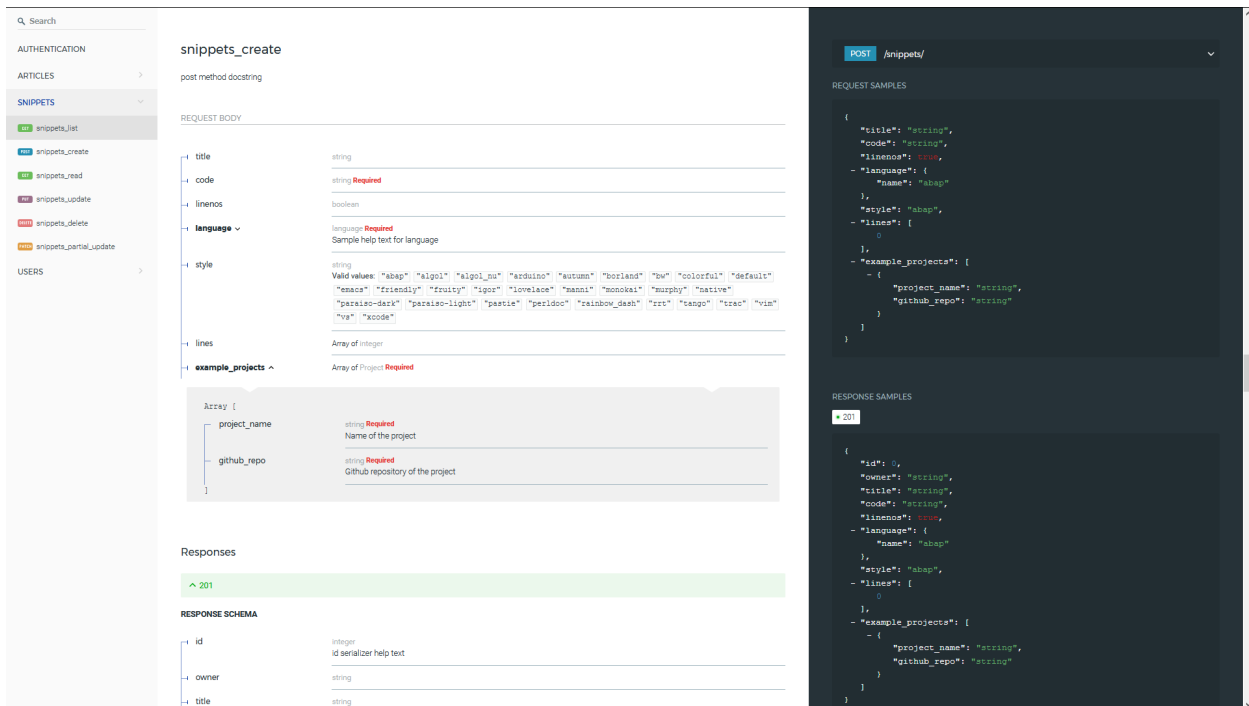 Search
AUTHENTICATION
ARTICLES
SNIPPETS
GET snippets_list
POST snippets_create
GET snippets_read
PUT snippets_update
DELETE snippets_delete
PATCH snippets_partial_update
USERS
snippets_create
post method docstring
REQUEST BODY
title string
code string Required
linenos boolean
language language Required
Sample help text for language
style string
Valid values: "abap" "algol" "algol_nu" "arduino" "autumn" "borland" "bw" "colorful" "default"
"emacs" "friendly" "fruity" "igor" "lovelace" "manni" "monokai" "murphy" "native"
"paraiso-dark" "paraiso-light" "pastie" "perldoc" "rainbow_dash" "rrt" "tango" "trac" "vim"
"vs" "xcode"
lines Array of integer
example_projects Array of Project Required
Array [
project_name string Required
Name of the project
github_repo string Required
Github repository of the project
]
Responses
201
RESPONSE SCHEMA
id integer
id serializer help text
owner string
title string
POST /snippets/
REQUEST SAMPLES
{
"title": "string",
"code": "string",
"linenos": true,
- "language": {
"name": "abap"
},
"style": "abap",
- "lines": [
0
],
- "example_projects": [
- {
"project_name": "string",
"github_repo": "string"
}
]
}
RESPONSE SAMPLES
201
{
"id": 0,
"owner": "string",
"title": "string",
"code": "string",
"linenos": true,
- "language": {
"name": "abap"
},
"style": "abap",
- "lines": [
0
],
- "example_projects": [
- {
"project_name": "string",
"github_repo": "string"
}
]
}